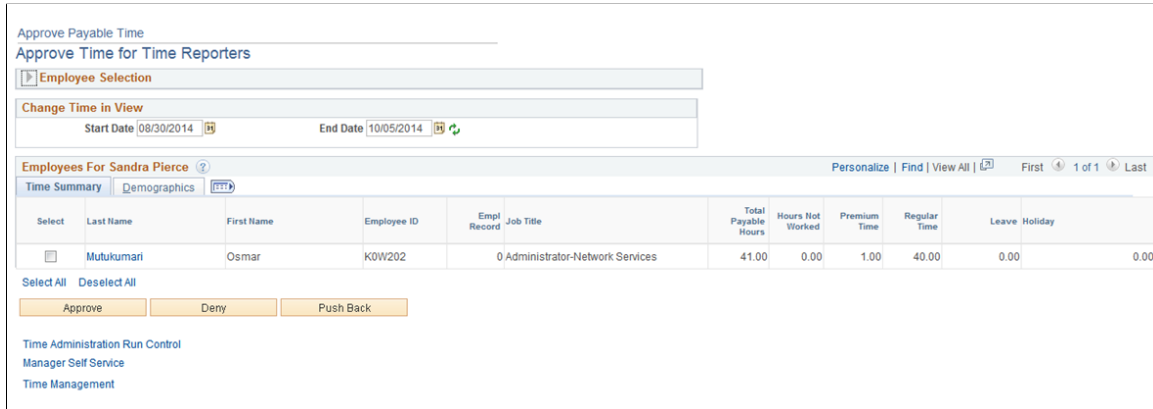 Approve Payable Time
Approve Time for Time Reporters
Employee Selection
Change Time in View
Start Date 08/30/2014 End Date 10/05/2014
Employees For Sandra Pierce Personalize | Find | View All | First 1 of 1 Last
Time Summary Demographics
Select Last Name First Name Employee ID Empl Record Job Title Total Payable Hours Hours Not Worked Premium Time Regular Time Leave Holiday
Mutukumari Osmar K0W202 0 Administrator-Network Services 41.00 0.00 1.00 40.00 0.00 0.00
Select All Deselect All
Approve Deny Push Back
Time Administration Run Control
Manager Self Service
Time Management